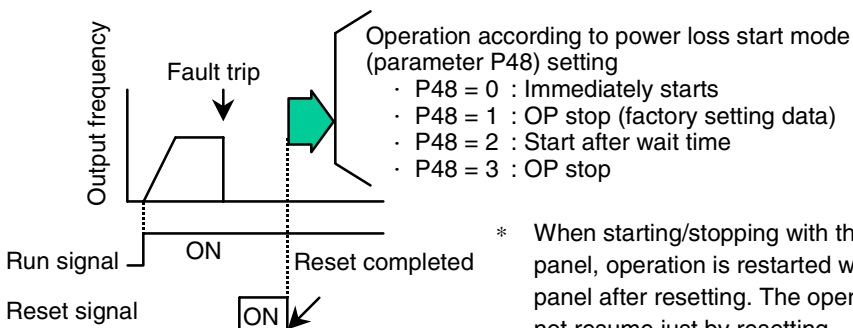 Output frequency
Fault trip
Operation according to power loss start mode
(parameter P48) setting
· P48 = 0 : Immediately starts
· P48 = 1 : OP stop (factory setting data)
· P48 = 2 : Start after wait time
· P48 = 3 : OP stop
Run signal
ON
Reset completed
Reset signal
ON
* When starting/stopping with th
panel, operation is restarted w
panel after resetting. The oper
not resume just by resetting